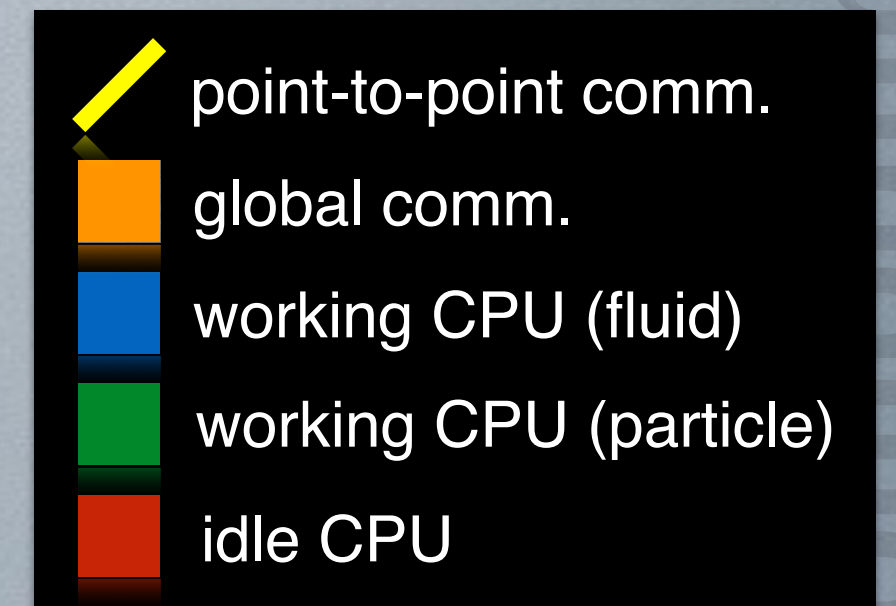 point-to-point comm.
global comm.
working CPU (fluid)
working CPU (particle)
idle CPU